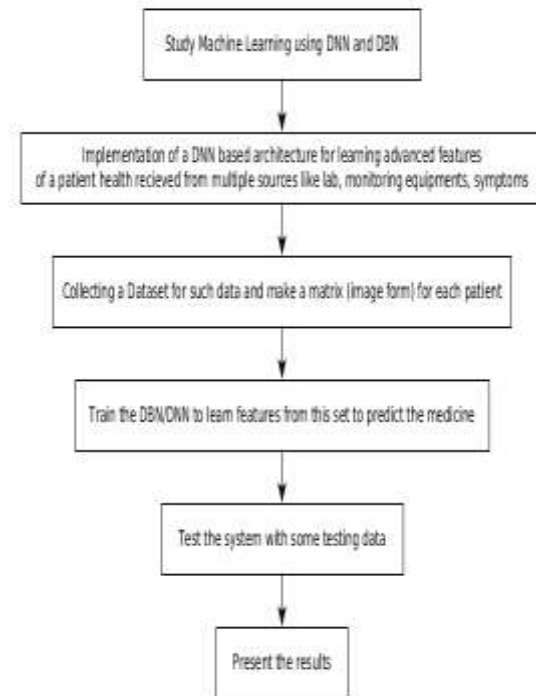 Study Machine Learning using DNN and DBN
Implementation of a DNN based architecture for learning advanced features
of a patient health recieved from multiple sources like lab, monitoring equipments, symptoms
Collecting a Dataset for such data and make a matrix (image form) for each patient
Train the DBN/DNN to learn features from this set to predict the medicine
Test the system with some testing data
Present the results